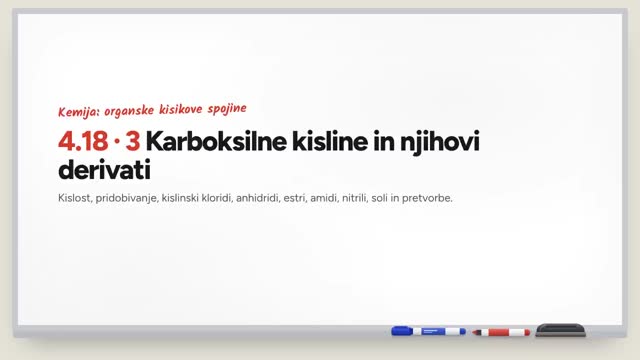 Kemija: organske kisikove spojine
4.18 · 3 Karboksilne kisline in njihovi
derivati
Kislost, pridobivanje, kislinski kloridi, anhidridi, estri, amidi, nitrili, soli in pretvorbe.